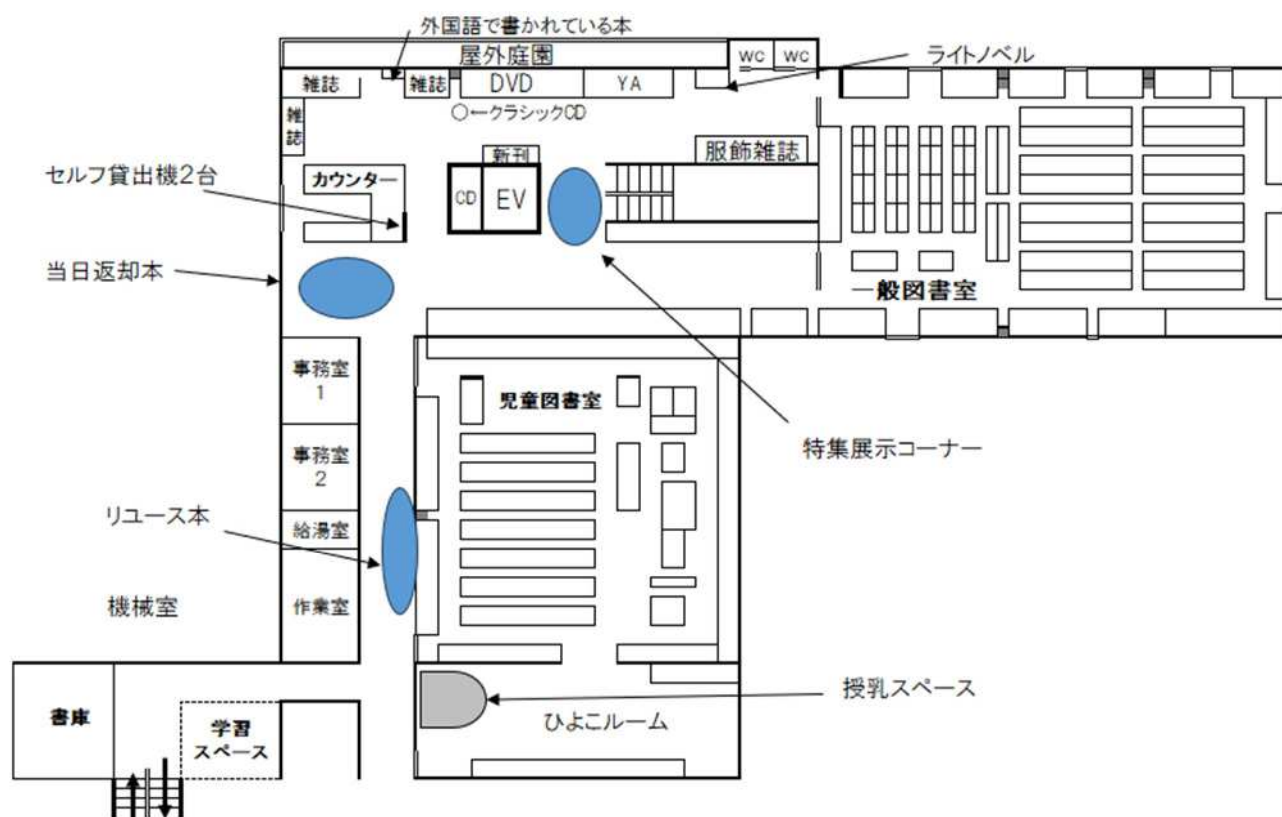 外国語で書かれている本
屋外庭園
WC
WC
ライトノベル
雑誌
雑誌
DVD
YA
雑誌
○←クラシックCD
新刊
服飾雑誌
セルフ貸出機2台
カウンター
CD
EV
当日返却本
一般図書室
事務室
1
児童図書室
特集展示コーナー
事務室
2
リユース本
給湯室
機械室
作業室
授乳スペース
書庫
学習
スペース
ひよこルーム